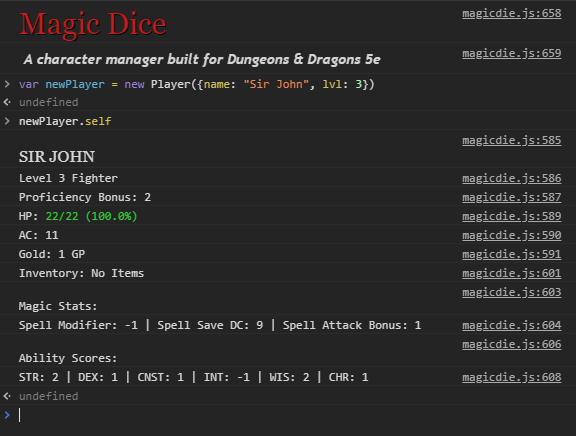 Magic Dice magicdie.js:658
A character manager built for Dungeons & Dragons 5e magicdie.js:659
> var newPlayer = new Player({name: "Sir John", lvl: 3})
undefined
> newPlayer.self
magicdie.js:585
SIR JOHN
Level 3 Fighter magicdie.js:586
Proficiency Bonus: 2 magicdie.js:587
HP: 22/22 (100.0%) magicdie.js:589
AC: 11 magicdie.js:590
Gold: 1 GP magicdie.js:591
Inventory: No Items magicdie.js:601
magicdie.js:603
Magic Stats:
Spell Modifier: -1 | Spell Save DC: 9 | Spell Attack Bonus: 1 magicdie.js:604
magicdie.js:606
Ability Scores:
STR: 2 | DEX: 1 | CNST: 1 | INT: -1 | WIS: 2 | CHR: 1 magicdie.js:608
undefined
>